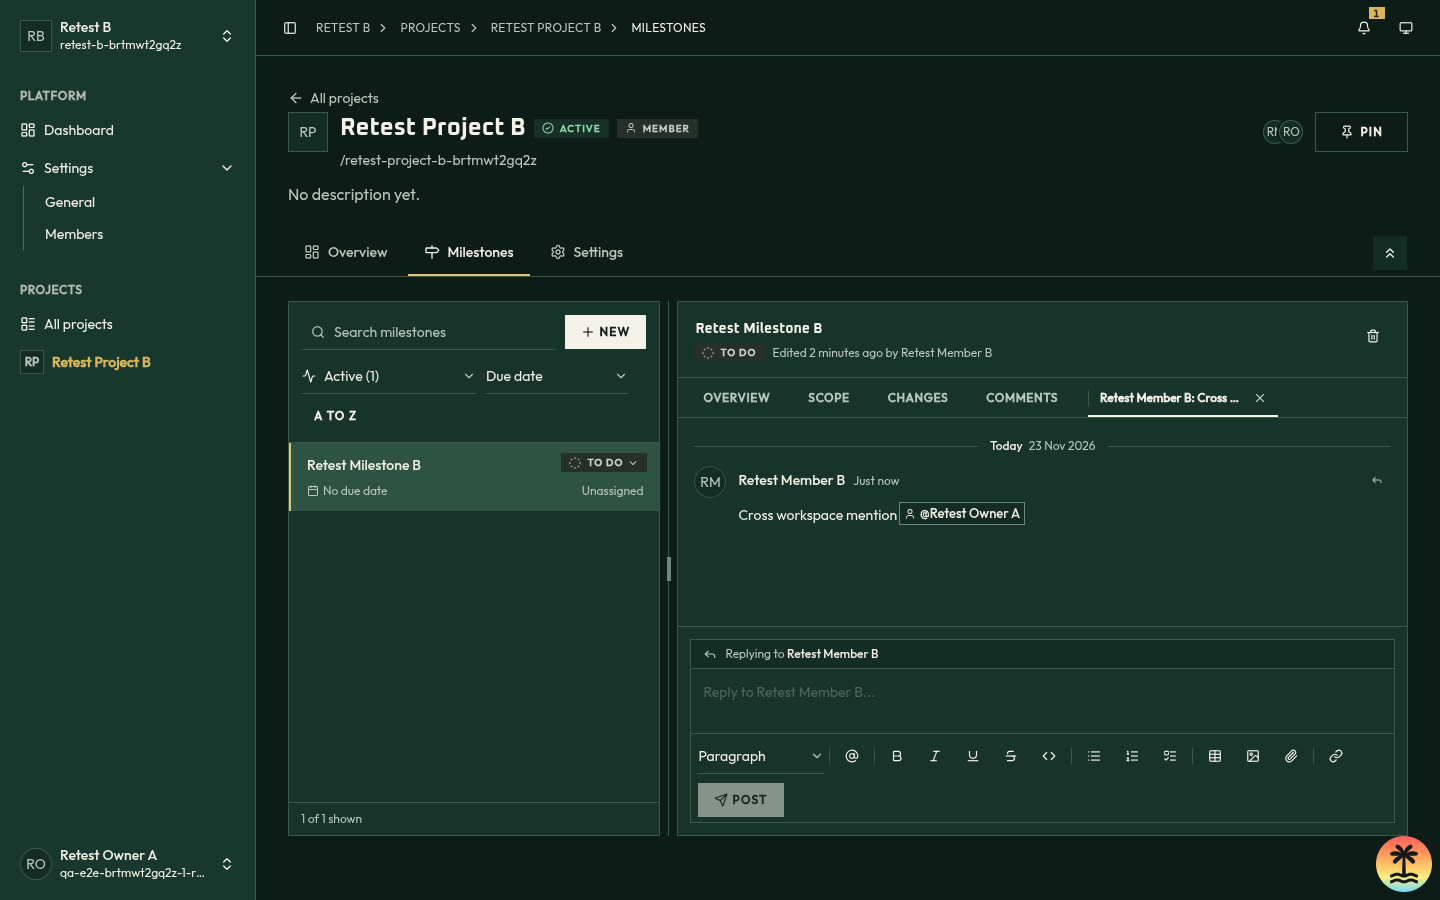 RB
Retest B
retest-b-brtmwt2gq2z
PLATFORM
Dashboard
Settings
General
Members
PROJECTS
All projects
RP
Retest Project B
RO
Retest Owner A
qa-e2e-brtmwt2gq2z-1-r...
RETEST B
PROJECTS
RETEST PROJECT B
MILESTONES
1
All projects
RP
Retest Project B
ACTIVE
MEMBER
/retest-project-b-brtmwt2gq2z
RO
PIN
No description yet.
Overview
Milestones
Settings
Search milestones
NEW
Active (1)
Due date
A TO Z
Retest Milestone B
TO DO
No due date
Unassigned
1 of 1 shown
Retest Milestone B
TO DO
Edited 2 minutes ago by Retest Member B
OVERVIEW
SCOPE
CHANGES
COMMENTS
Retest Member B: Cross ...
Today 23 Nov 2026
RM
Retest Member B
Just now
Cross workspace mention @Retest Owner A
Replying to Retest Member B
Reply to Retest Member B...
Paragraph
POST